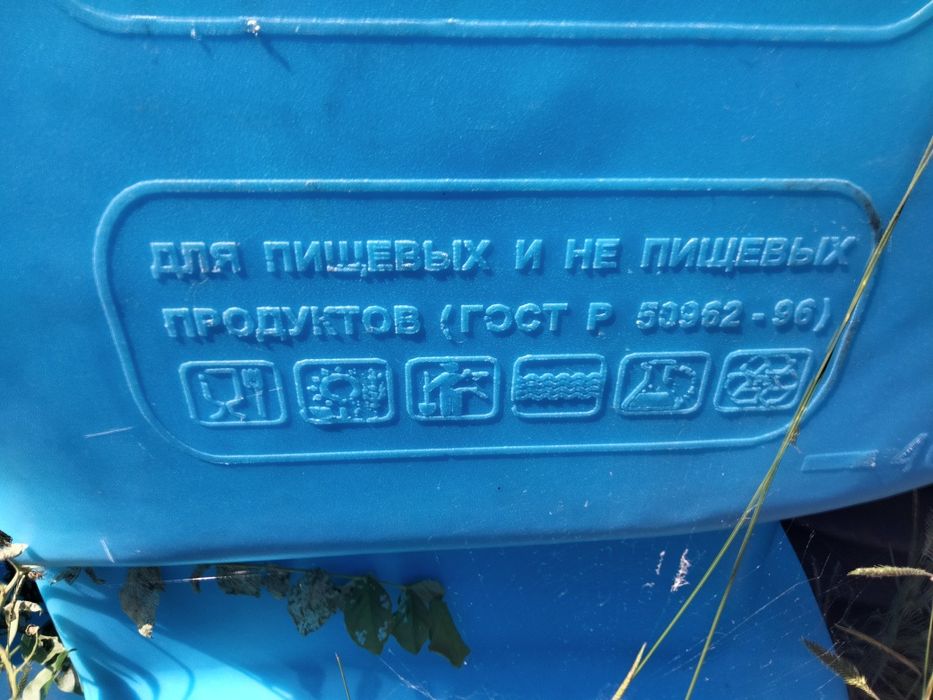 ДЛЯ ПИЩЕВЫХ И НЕ ПИЩЕВЫХ
ПРОДУКТОВ (ГОСТ Р 50962-96)